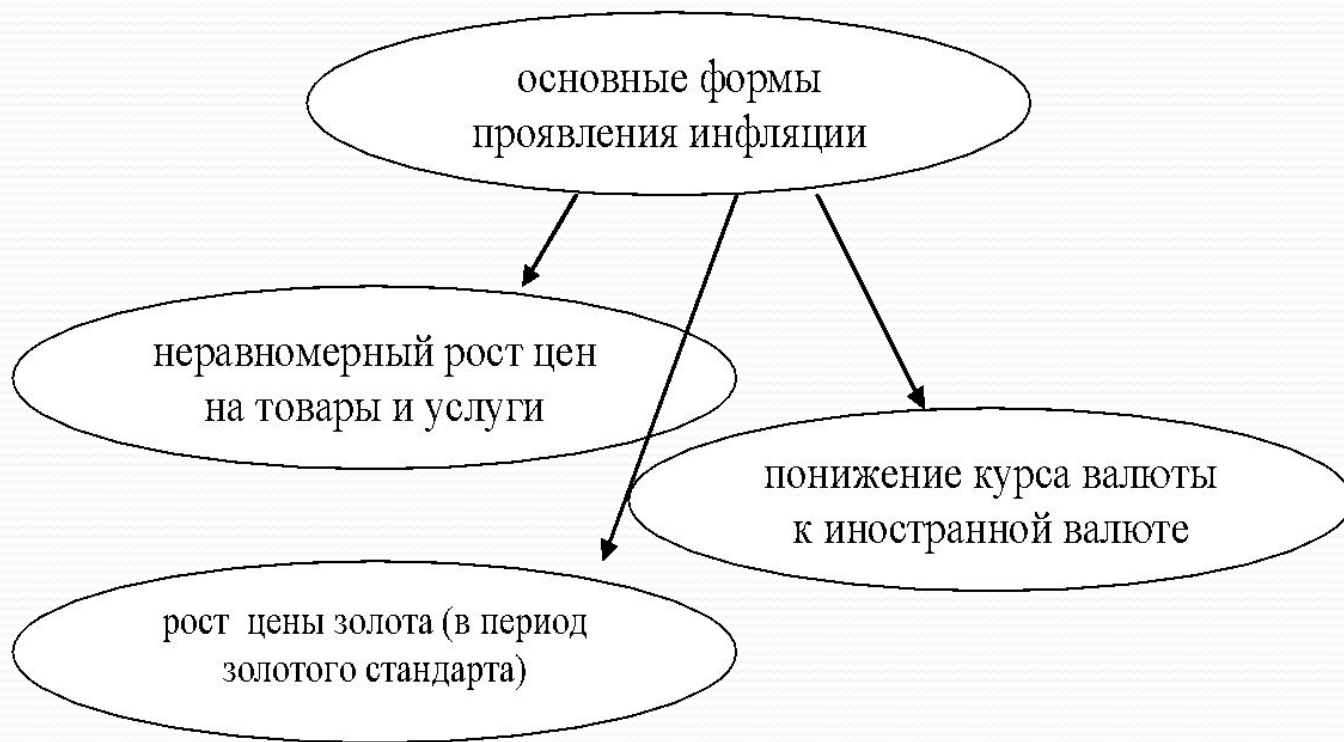 основные формы
проявления инфляции
неравномерный рост цен
на товары и услуги
понижение курса валюты
к иностранной валюте
рост цены золота (в период
золотого стандарта)